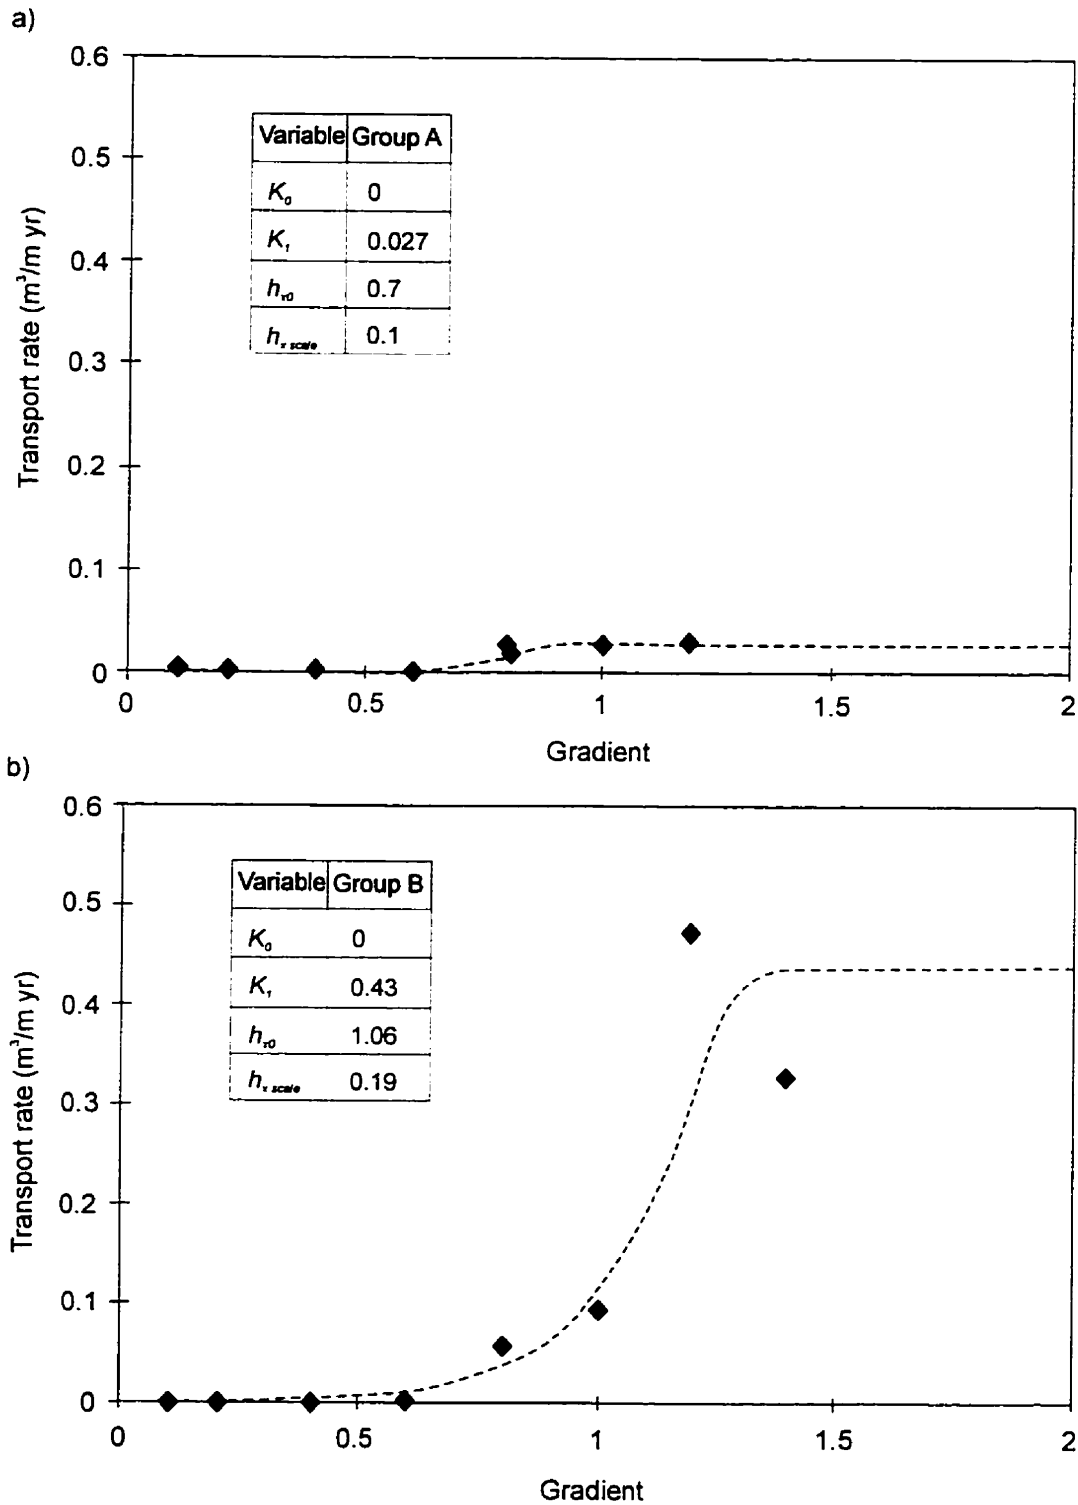 a)
0.6
0.5
0.4
0.3
0.2
0.1
0
Transport rate (m³/m yr)
Variable Group A
K₀ 0
K₁ 0.027
hₓ₀ 0.7
hₓ scale 0.1
0 0.5 1 1.5 2
Gradient
b)
0.6
0.5
0.4
0.3
0.2
0.1
0
Transport rate (m³/m yr)
Variable Group B
K₀ 0
K₁ 0.43
hₓ₀ 1.06
hₓ scale 0.19
0 0.5 1 1.5 2
Gradient